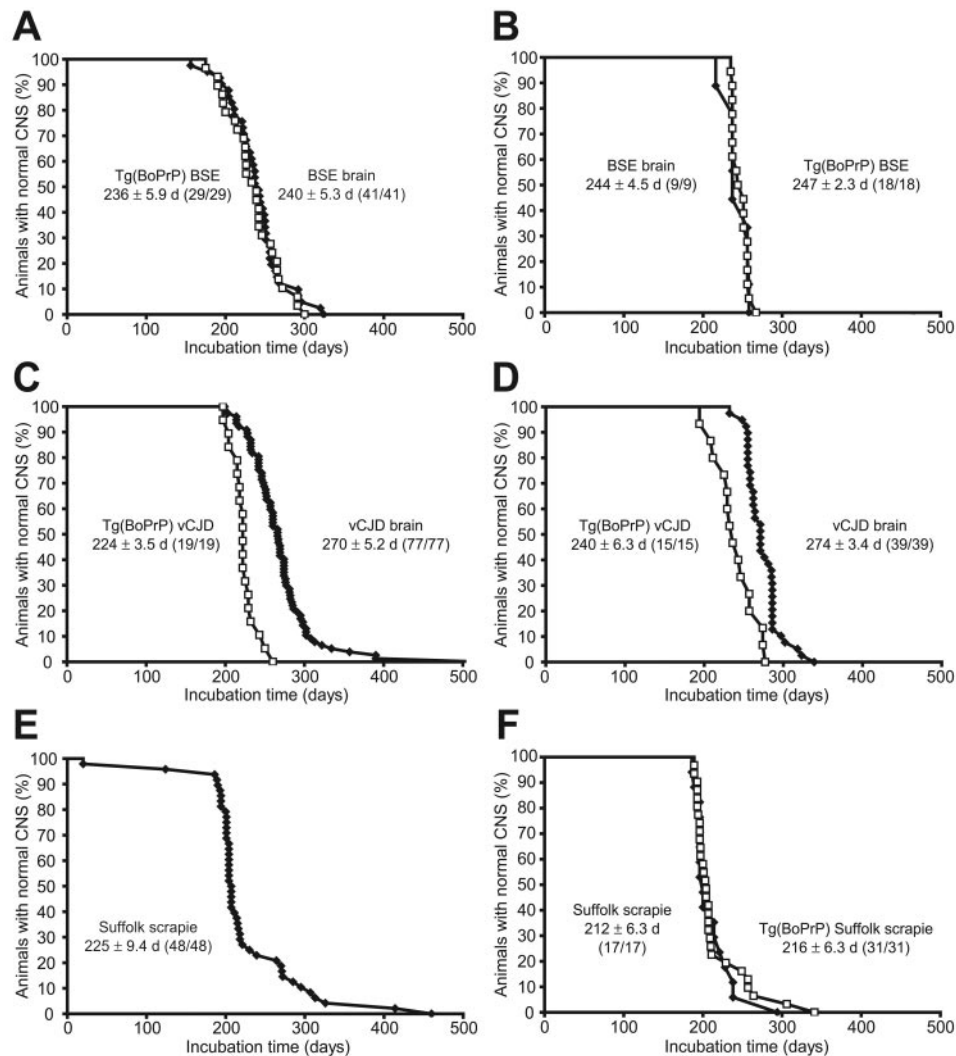 A
Animals with normal CNS (%)
100
90
80
70
60
50
40
30
20
10
0
Tg(BoPrP) BSE
236 ± 5.9 d (29/29)
BSE brain
240 ± 5.3 d (41/41)
0 100 200 300 400 500
Incubation time (days)
B
Animals with normal CNS (%)
100
90
80
70
60
50
40
30
20
10
0
BSE brain
244 ± 4.5 d (9/9)
Tg(BoPrP) BSE
247 ± 2.3 d (18/18)
0 100 200 300 400 500
Incubation time (days)
C
Animals with normal CNS (%)
100
90
80
70
60
50
40
30
20
10
0
Tg(BoPrP) vCJD
224 ± 3.5 d (19/19)
vCJD brain
270 ± 5.2 d (77/77)
0 100 200 300 400 500
Incubation time (days)
D
Animals with normal CNS (%)
100
90
80
70
60
50
40
30
20
10
0
Tg(BoPrP) vCJD
240 ± 6.3 d (15/15)
vCJD brain
274 ± 3.4 d (39/39)
0 100 200 300 400 500
Incubation time (days)
E
Animals with normal CNS (%)
100
90
80
70
60
50
40
30
20
10
0
Suffolk scrapie
225 ± 9.4 d (48/48)
0 100 200 300 400 500
Incubation time (days)
F
Animals with normal CNS (%)
100
90
80
70
60
50
40
30
20
10
0
Suffolk scrapie
212 ± 6.3 d
(17/17)
Tg(BoPrP) Suffolk scrapie
216 ± 6.3 d (31/31)
0 100 200 300 400 500
Incubation time (days)